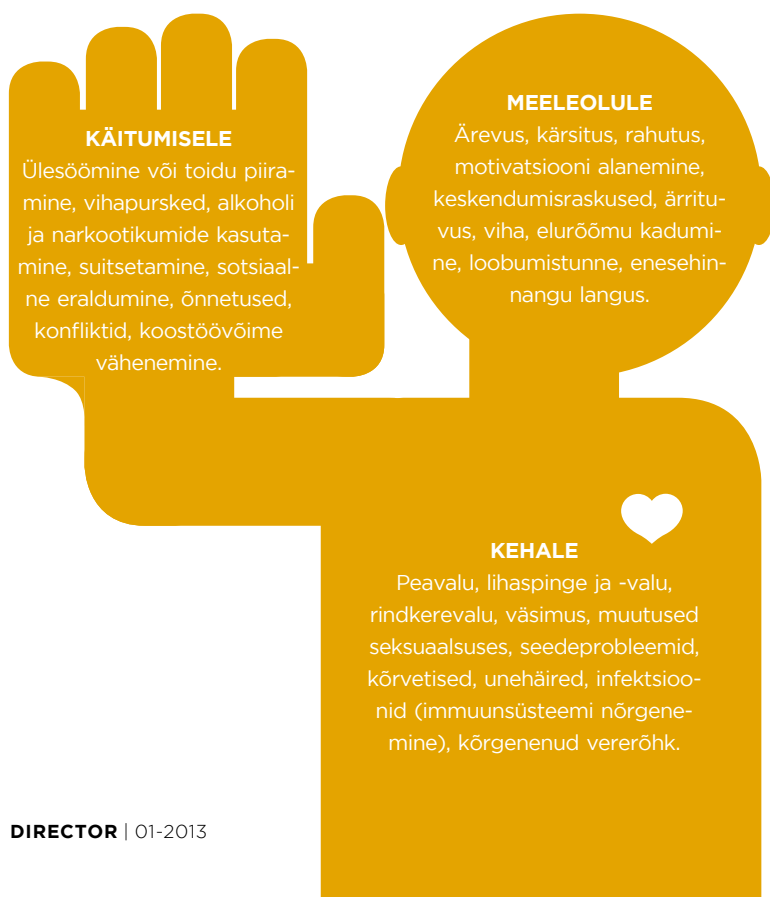 KÄITUMISELE
Ülesöömine või toidu piira-
mine, vihapursked, alkoholi
ja narkootikumide kasuta-
mine, suitsetamine, sotsiaal-
ne eraldumine, õnnetused,
konfliktid, koostöövõime
vähenemine.
MEELEOLULE
Ärevus, kärsitus, rahutus,
motivatsiooni alanemine,
keskendumisraskused, ärritu-
vus, viha, elurõõmu kadumi-
ne, loobumistunne, enesehin-
nangu langus.
KEHALE
Peavalu, lihaspinge ja -valu,
rindkerevalu, väsimus, muutused
seksuaalsuses, seedeprobleemid,
kõrvetised, unehäired, infektsioo-
nid (immuunsüsteemi nõrgene-
mine), kõrgenenud vererõhk.
DIRECTOR | 01-2013